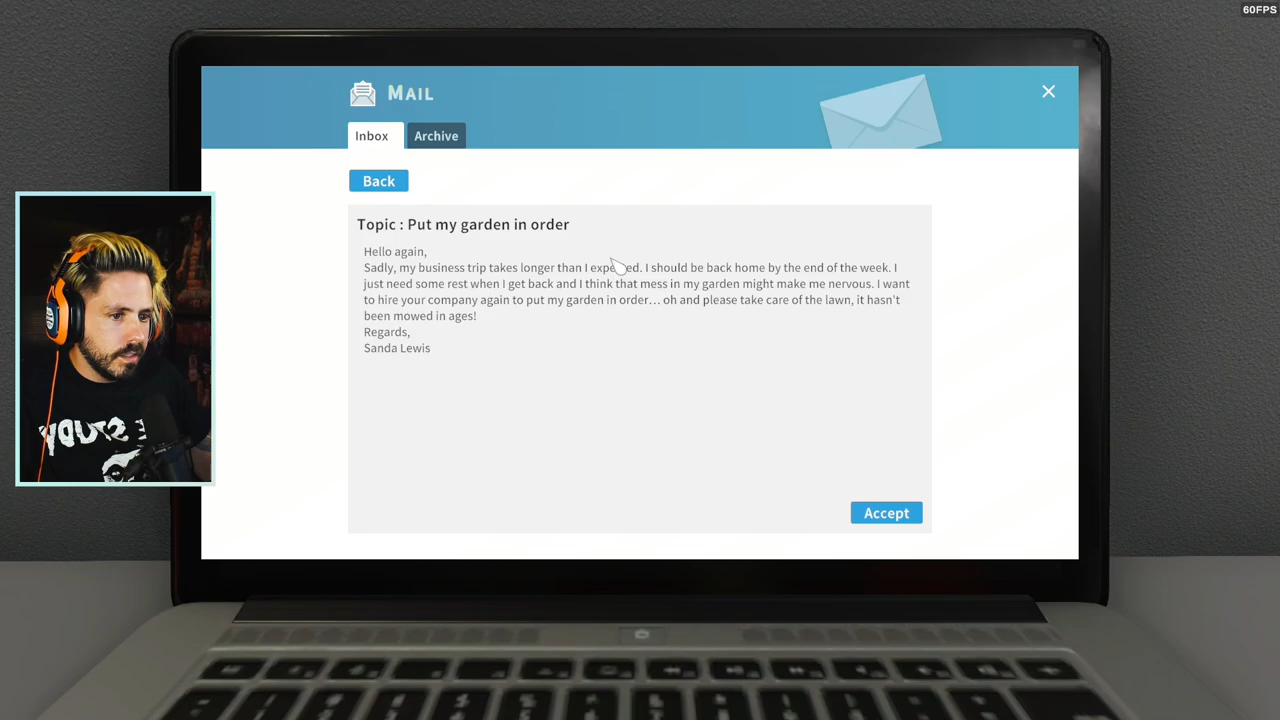 60FPS
MAIL
Inbox
Archive
Back
Topic : Put my garden in order
Hello again,
Sadly, my business trip takes longer than I expected. I should be back home by the end of the week. I
just need some rest when I get back and I think that mess in my garden might make me nervous. I want
to hire your company again to put my garden in order... oh and please take care of the lawn, it hasn't
been mowed in ages!
Regards,
Sanda Lewis
Accept